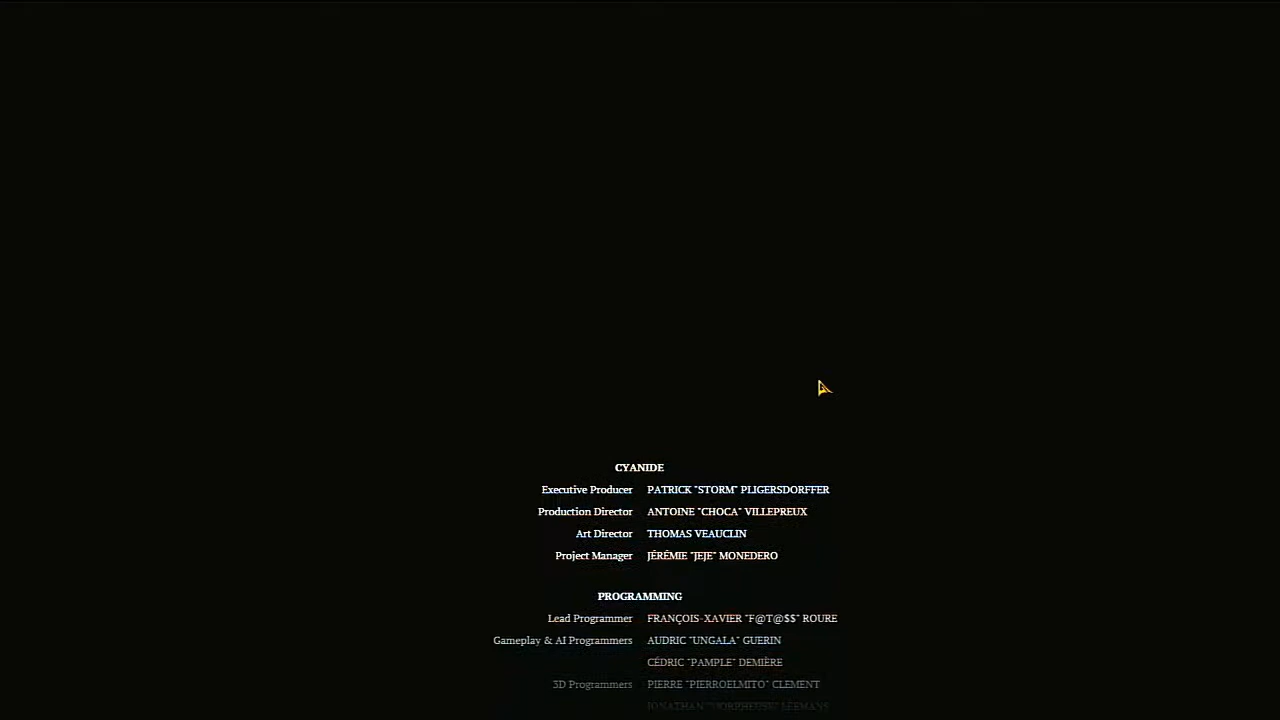 CYANIDE
Executive Producer PATRICK "STORM" PLIGERSDORFFER
Production Director ANTOINE "CHOCA" VILLEPREUX
Art Director THOMAS VEAUCLIN
Project Manager JÉRÉMIE "JEJE" MONEDERO
PROGRAMMING
Lead Programmer FRANÇOIS-XAVIER "F@T@$$" ROURE
Gameplay & AI Programmers AUDRIC "UNGALA" GUERIN
CÉDRIC "PAMPLE" DEMIÈRE
3D Programmers PIERRE "PIERROELMITO" CLEMENT
JONATHAN